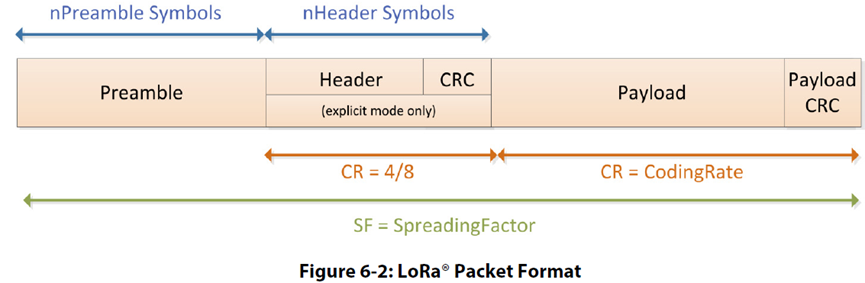 nPreamble Symbols
nHeader Symbols
Preamble
Header
CRC
(explicit mode only)
Payload
Payload
CRC
CR = 4/8
CR = CodingRate
SF = SpreadingFactor
Figure 6-2: LoRa® Packet Format